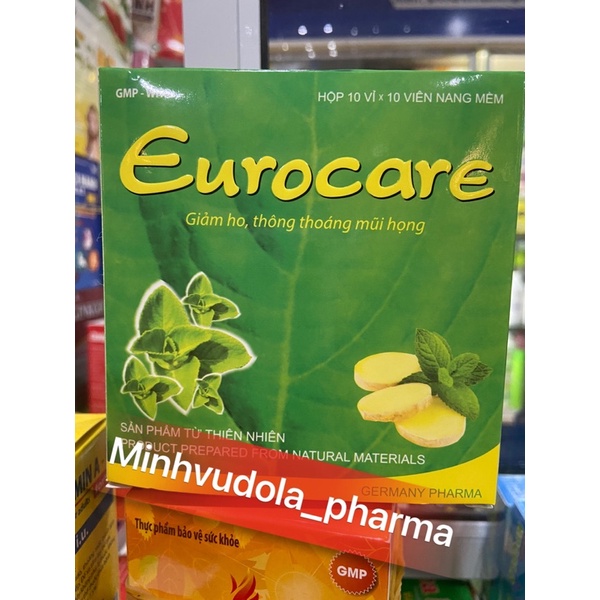 GMP - WHO
HỘP 10 VỈ x 10 VIÊN NANG MỀM
Eurocare
Giảm ho, thông thoáng mũi họng
SẢN PHẨM TỪ THIÊN NHIÊN
PRODUCT PREPARED FROM NATURAL MATERIALS
Minhvudola_pharma
GERMANY PHARMA
Thực phẩm bảo vệ sức khỏe
GMP